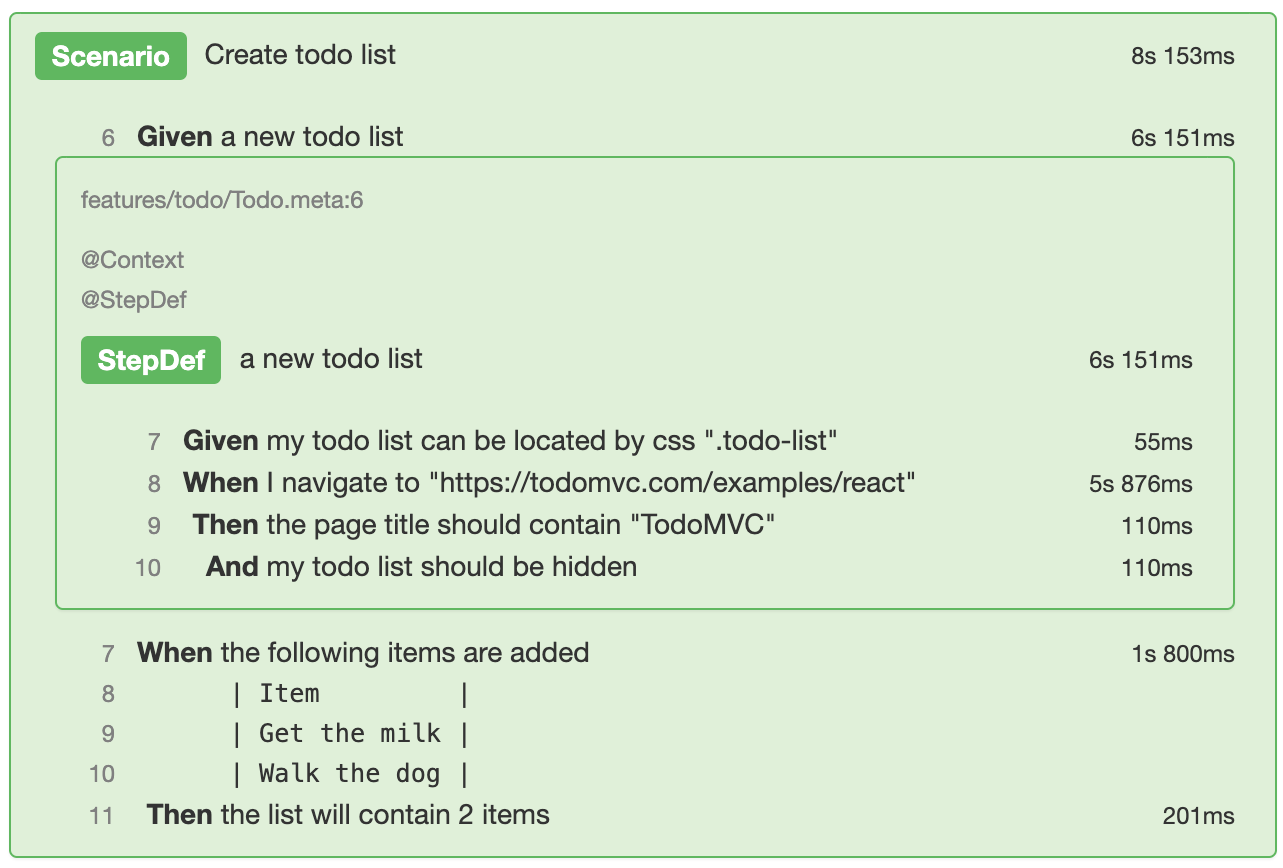 Scenario Create todo list 8s 153ms
6 Given a new todo list 6s 151ms
features/todo/Todo.meta:6
@Context
@StepDef
StepDef a new todo list 6s 151ms
7 Given my todo list can be located by css ".todo-list" 55ms
8 When I navigate to "https://todomvc.com/examples/react" 5s 876ms
9 Then the page title should contain "TodoMVC" 110ms
10 And my todo list should be hidden 110ms
7 When the following items are added 1s 800ms
8 | Item |
9 | Get the milk |
10 | Walk the dog |
11 Then the list will contain 2 items 201ms